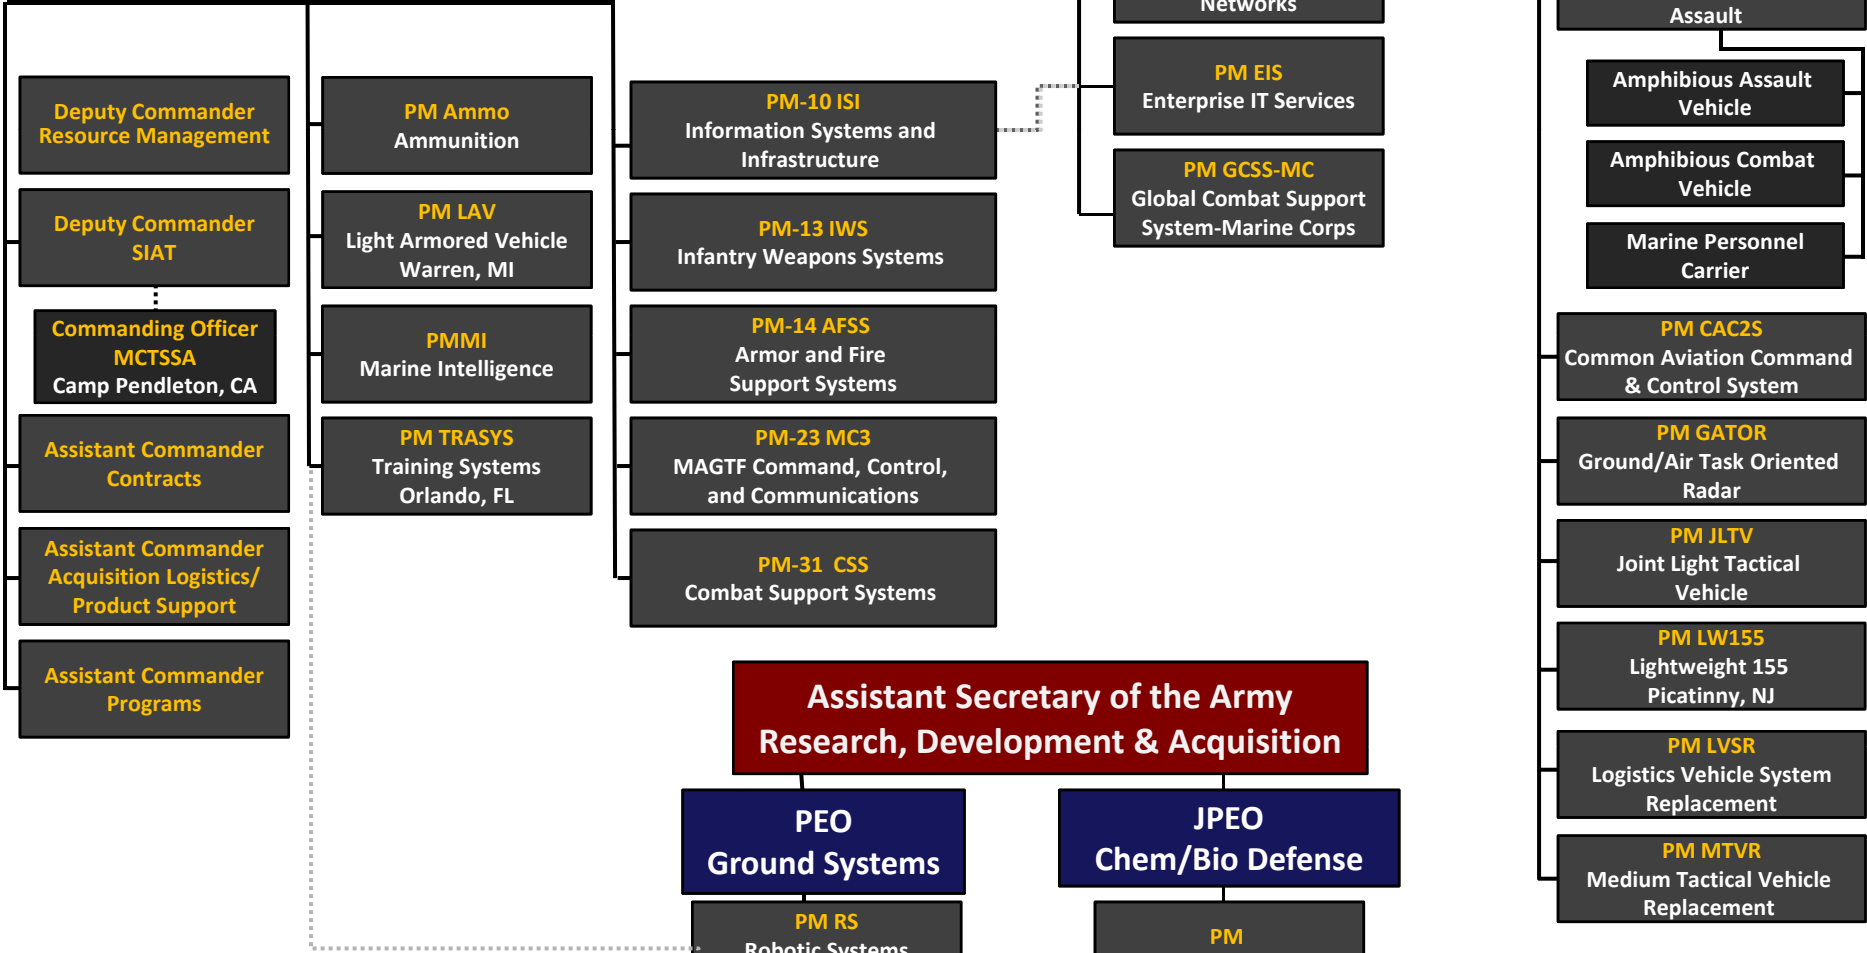 Deputy Commander
Resource Management
Deputy Commander
SIAT
Commanding Officer
MCTSSA
Camp Pendleton, CA
Assistant Commander
Contracts
Assistant Commander
Acquisition Logistics/
Product Support
Assistant Commander
Programs
PM Ammo
Ammunition
PM LAV
Light Armored Vehicle
Warren, MI
PMMI
Marine Intelligence
PM TRASYS
Training Systems
Orlando, FL
PM-10 ISI
Information Systems and
Infrastructure
PM-13 IWS
Infantry Weapons Systems
PM-14 AFSS
Armor and Fire
Support Systems
PM-23 MC3
MAGTF Command, Control,
and Communications
PM-31 CSS
Combat Support Systems
Networks
PM EIS
Enterprise IT Services
PM GCSS-MC
Global Combat Support
System-Marine Corps
Assault
Amphibious Assault
Vehicle
Amphibious Combat
Vehicle
Marine Personnel
Carrier
PM CAC2S
Common Aviation Command
& Control System
PM GATOR
Ground/Air Task Oriented
Radar
PM JLTV
Joint Light Tactical
Vehicle
PM LW155
Lightweight 155
Picatinny, NJ
PM LVSR
Logistics Vehicle System
Replacement
PM MTVR
Medium Tactical Vehicle
Replacement
Assistant Secretary of the Army
Research, Development & Acquisition
PEO
Ground Systems
PM RS
Robotic Systems
JPEO
Chem/Bio Defense
PM